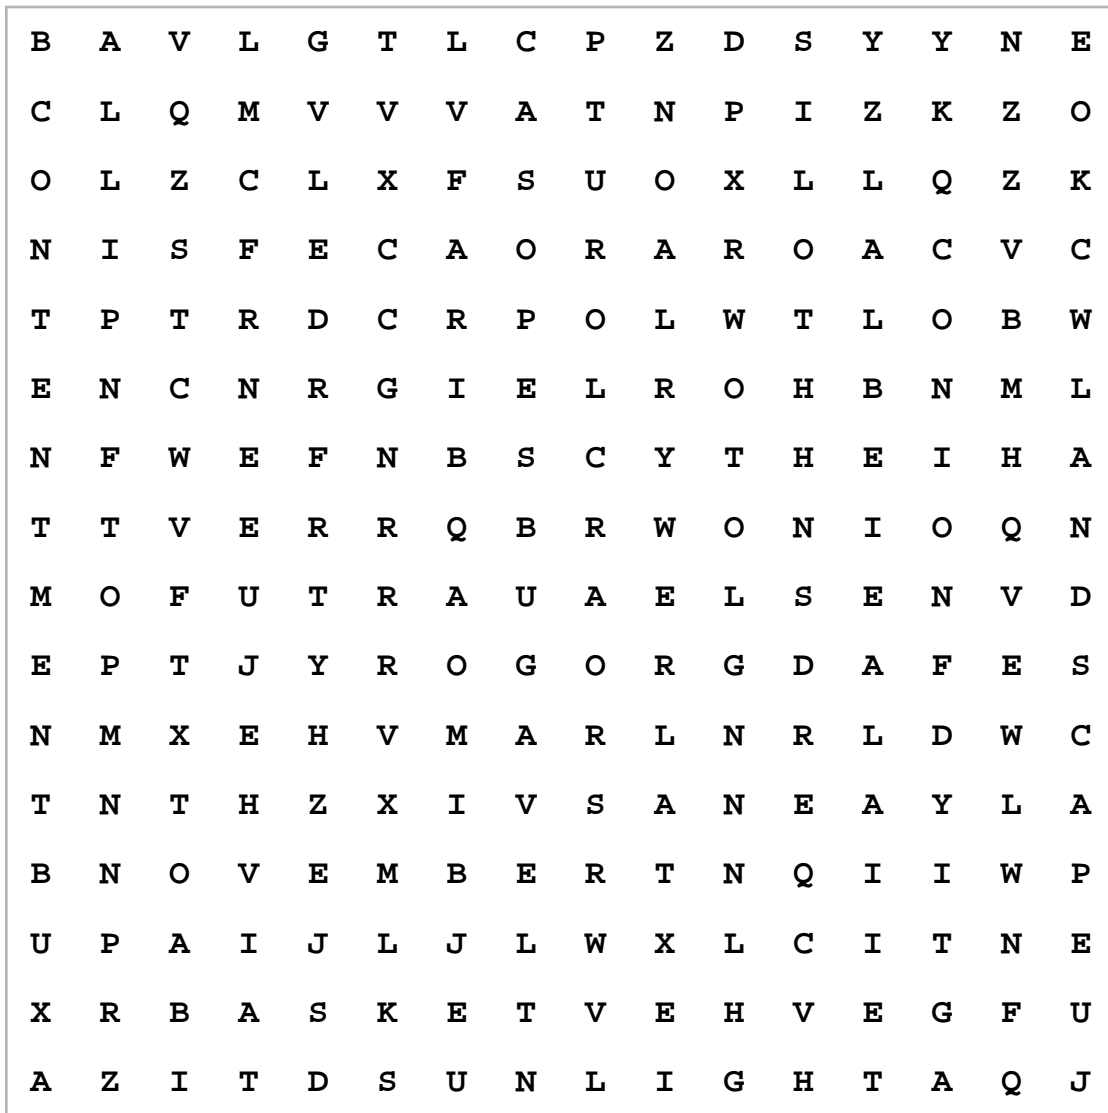 B A V L G T L C P Z D S Y Y N E
C L Q M V V V A T N P I Z K Z O
O L Z C L X F S U O X L L Q Z K
N I S F E C A O R A R O A C V C
T P T R D C R P O L W T L O B W
E N C N R G I E L R O H B N M L
N F W E F N B S C Y T H E I H A
T T V E R R Q B R W O N I O Q N
M O F U T R A U A E L S E N V D
E P T J Y R O G O R G D A F E S
N M X E H V M A R L N R L D W C
T N T H Z X I V S A N E A Y L A
B N O V E M B E R T N Q I I W P
U P A I J L J L W X L C I T N E
X R B A S K E T V E H V E G F U
A Z I T D S U N L I G H T A Q J